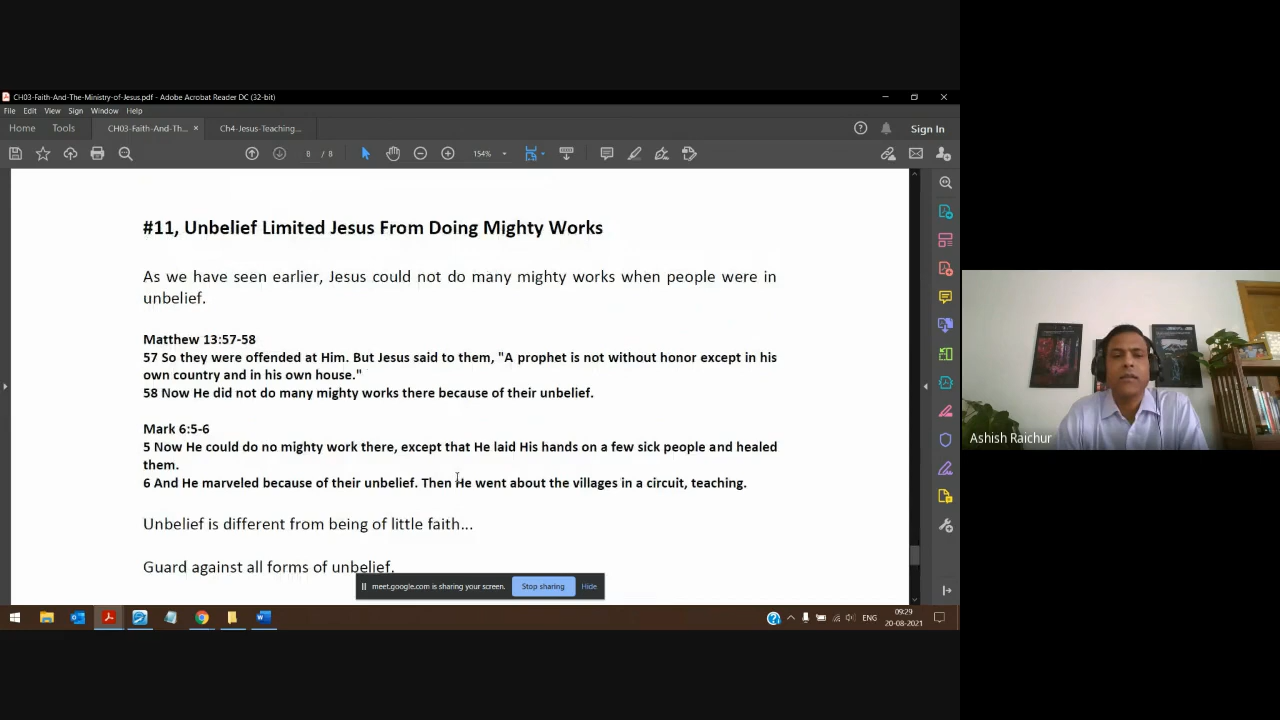 CH03-Faith-And-The-Ministry-of-Jesus.pdf - Adobe Acrobat Reader DC (32-bit)
File Edit View Sign Window Help
Home Tools CH03-Faith-And-Th... × Ch4-Jesus-Teaching... Sign In
8 / 8 154%
#11, Unbelief Limited Jesus From Doing Mighty Works
As we have seen earlier, Jesus could not do many mighty works when people were in
unbelief.
Matthew 13:57-58
57 So they were offended at Him. But Jesus said to them, "A prophet is not without honor except in his
own country and in his own house."
58 Now He did not do many mighty works there because of their unbelief.
Mark 6:5-6
5 Now He could do no mighty work there, except that He laid His hands on a few sick people and healed
them.
6 And He marveled because of their unbelief. Then He went about the villages in a circuit, teaching.
Unbelief is different from being of little faith...
Guard against all forms of unbelief.
meet.google.com is sharing your screen. Stop sharing Hide
ENG 09:29
20-08-2021
Ashish Raichur